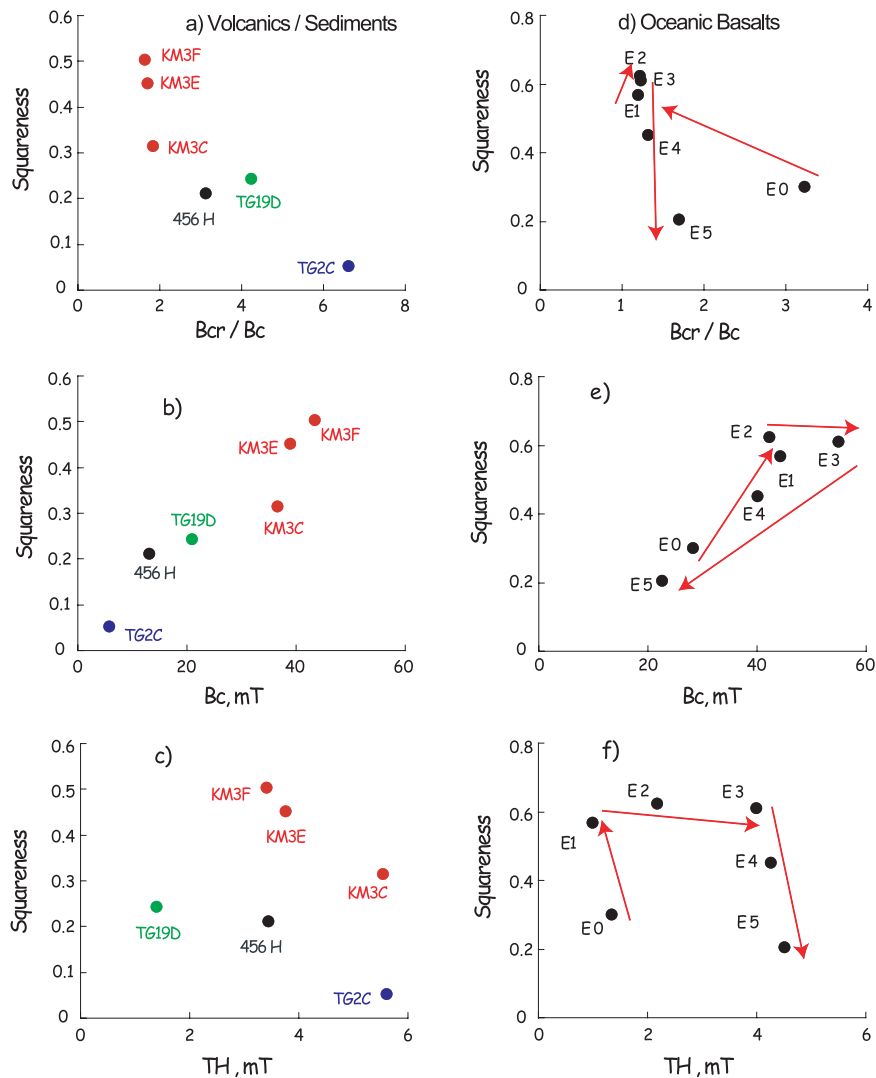 a) Volcanics / Sediments
Squareness
0.6
0.5
0.4
0.3
0.2
0.1
0
KM3F
KM3E
KM3C
TG19D
456 H
TG2C
0
2
4
6
8
Bcr / Bc
d) Oceanic Basalts
Squareness
0.8
0.6
0.4
0.2
0
E2
E3
E1
E4
E0
E5
0
1
2
3
4
Bcr / Bc
b)
Squareness
0.6
0.5
0.4
0.3
0.2
0.1
0
KM3F
KM3E
KM3C
TG19D
456 H
TG2C
0
20
40
60
Bc, mT
e)
Squareness
0.8
0.6
0.4
0.2
0
E2
E1
E3
E4
E0
E5
0
20
40
60
Bc, mT
c)
Squareness
0.6
0.5
0.4
0.3
0.2
0.1
0
KM3F
KM3E
KM3C
TG19D
456 H
TG2C
0
2
4
6
TH, mT
f)
Squareness
0.8
0.6
0.4
0.2
0
E2
E3
E1
E4
E0
E5
0
2
4
6
TH, mT